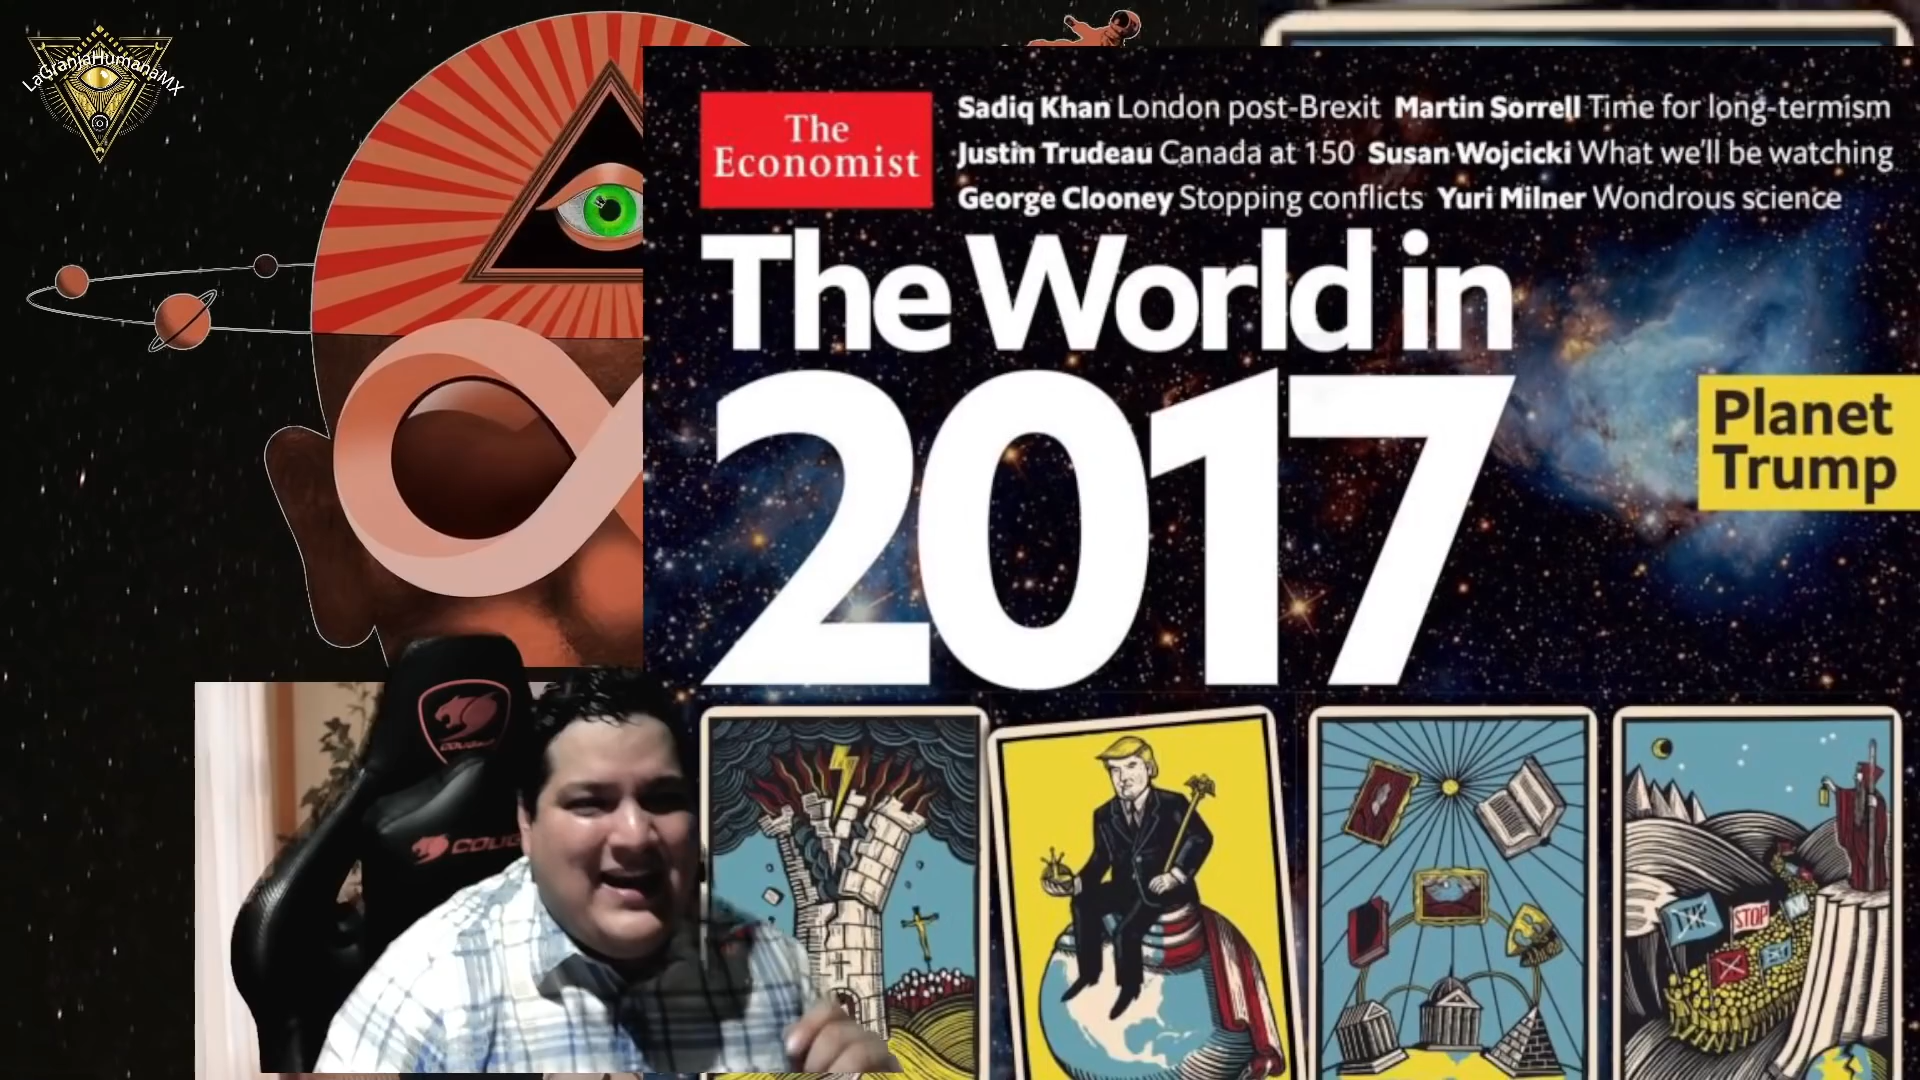 LaGranjaHumanaMX
The
Economist
Sadiq Khan London post-Brexit Martin Sorrell Time for long-termism
Justin Trudeau Canada at 150 Susan Wojcicki What we'll be watching
George Clooney Stopping conflicts Yuri Milner Wondrous science
The World in
2017
Planet
Trump
COUGAR
COUG
STOP